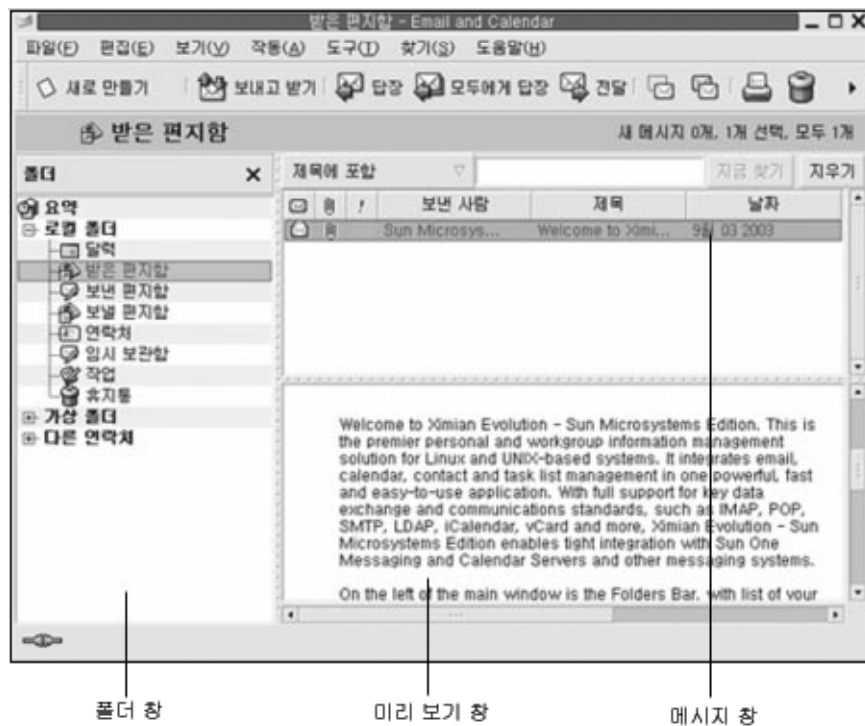 받은 편지함 - Email and Calendar
파일(F) 편집(E) 보기(V) 작동(A) 도구(T) 찾기(S) 도움말(H)
새로 만들기 보내고 받기 답장 모두에게 답장 전달
받은 편지함 새 메시지 0개, 1개 선택, 모두 1개
폴더
제목에 포함 지금 찾기 지우기
! 보낸 사람 제목 날짜
Sun Microsys... Welcome to Ximi... 9월 03 2003
요약
로컬 폴더
달력
받은 편지함
보낸 편지함
보낼 편지함
연락처
임시 보관함
작업
휴지통
가상 폴더
다른 연락처
Welcome to Ximian Evolution - Sun Microsystems Edition. This is
the premier personal and workgroup information management
solution for Linux and UNIX-based systems. It integrates email,
calendar, contact and task list management in one powerful, fast
and easy-to-use application. With full support for key data
exchange and communications standards, such as IMAP, POP,
SMTP, LDAP, iCalendar, vCard and more, Ximian Evolution - Sun
Microsystems Edition enables tight integration with Sun One
Messaging and Calendar Servers and other messaging systems.
On the left of the main window is the Folders Bar, with list of your
폴더 창 미리 보기 창 메시지 창